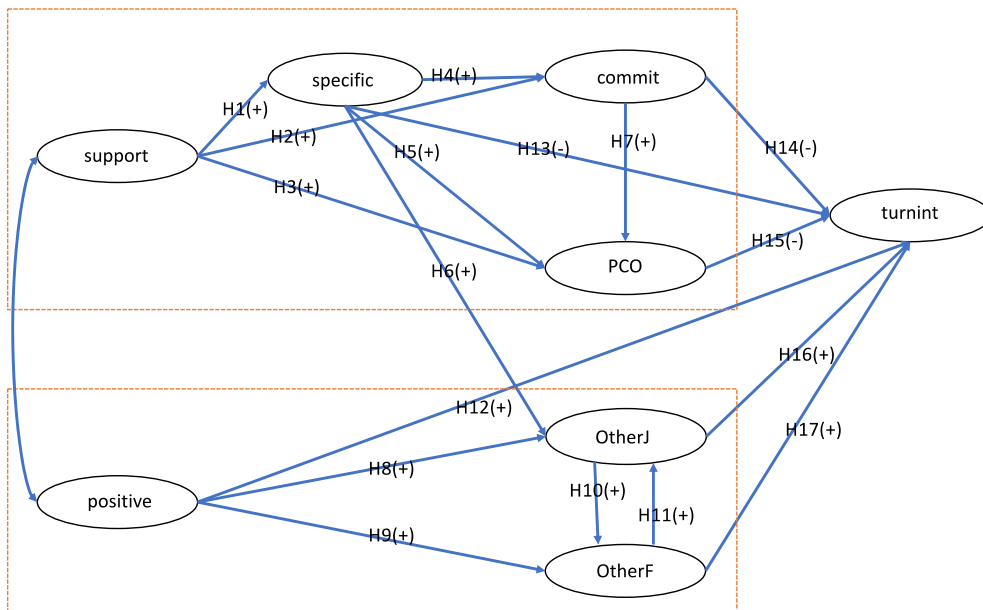 specific
H4(+)
commit
H1(+)
H2(+)
support
H5(+)
H13(-)
H7(+)
H14(-)
H3(+)
turnint
H15(-)
H6(+)
PCO
H16(+)
H12(+)
OtherJ
H17(+)
H8(+)
positive
H10(+)
H11(+)
H9(+)
OtherF